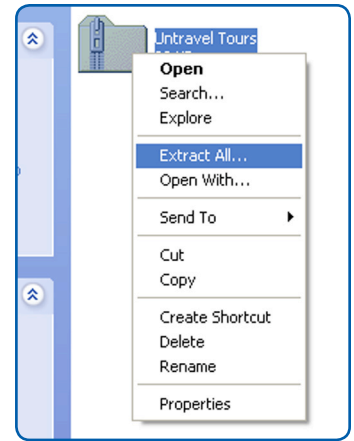 Untravel Tours
Open
Search...
Explore
Extract All...
Open With...
Send To
Cut
Copy
Create Shortcut
Delete
Rename
Properties